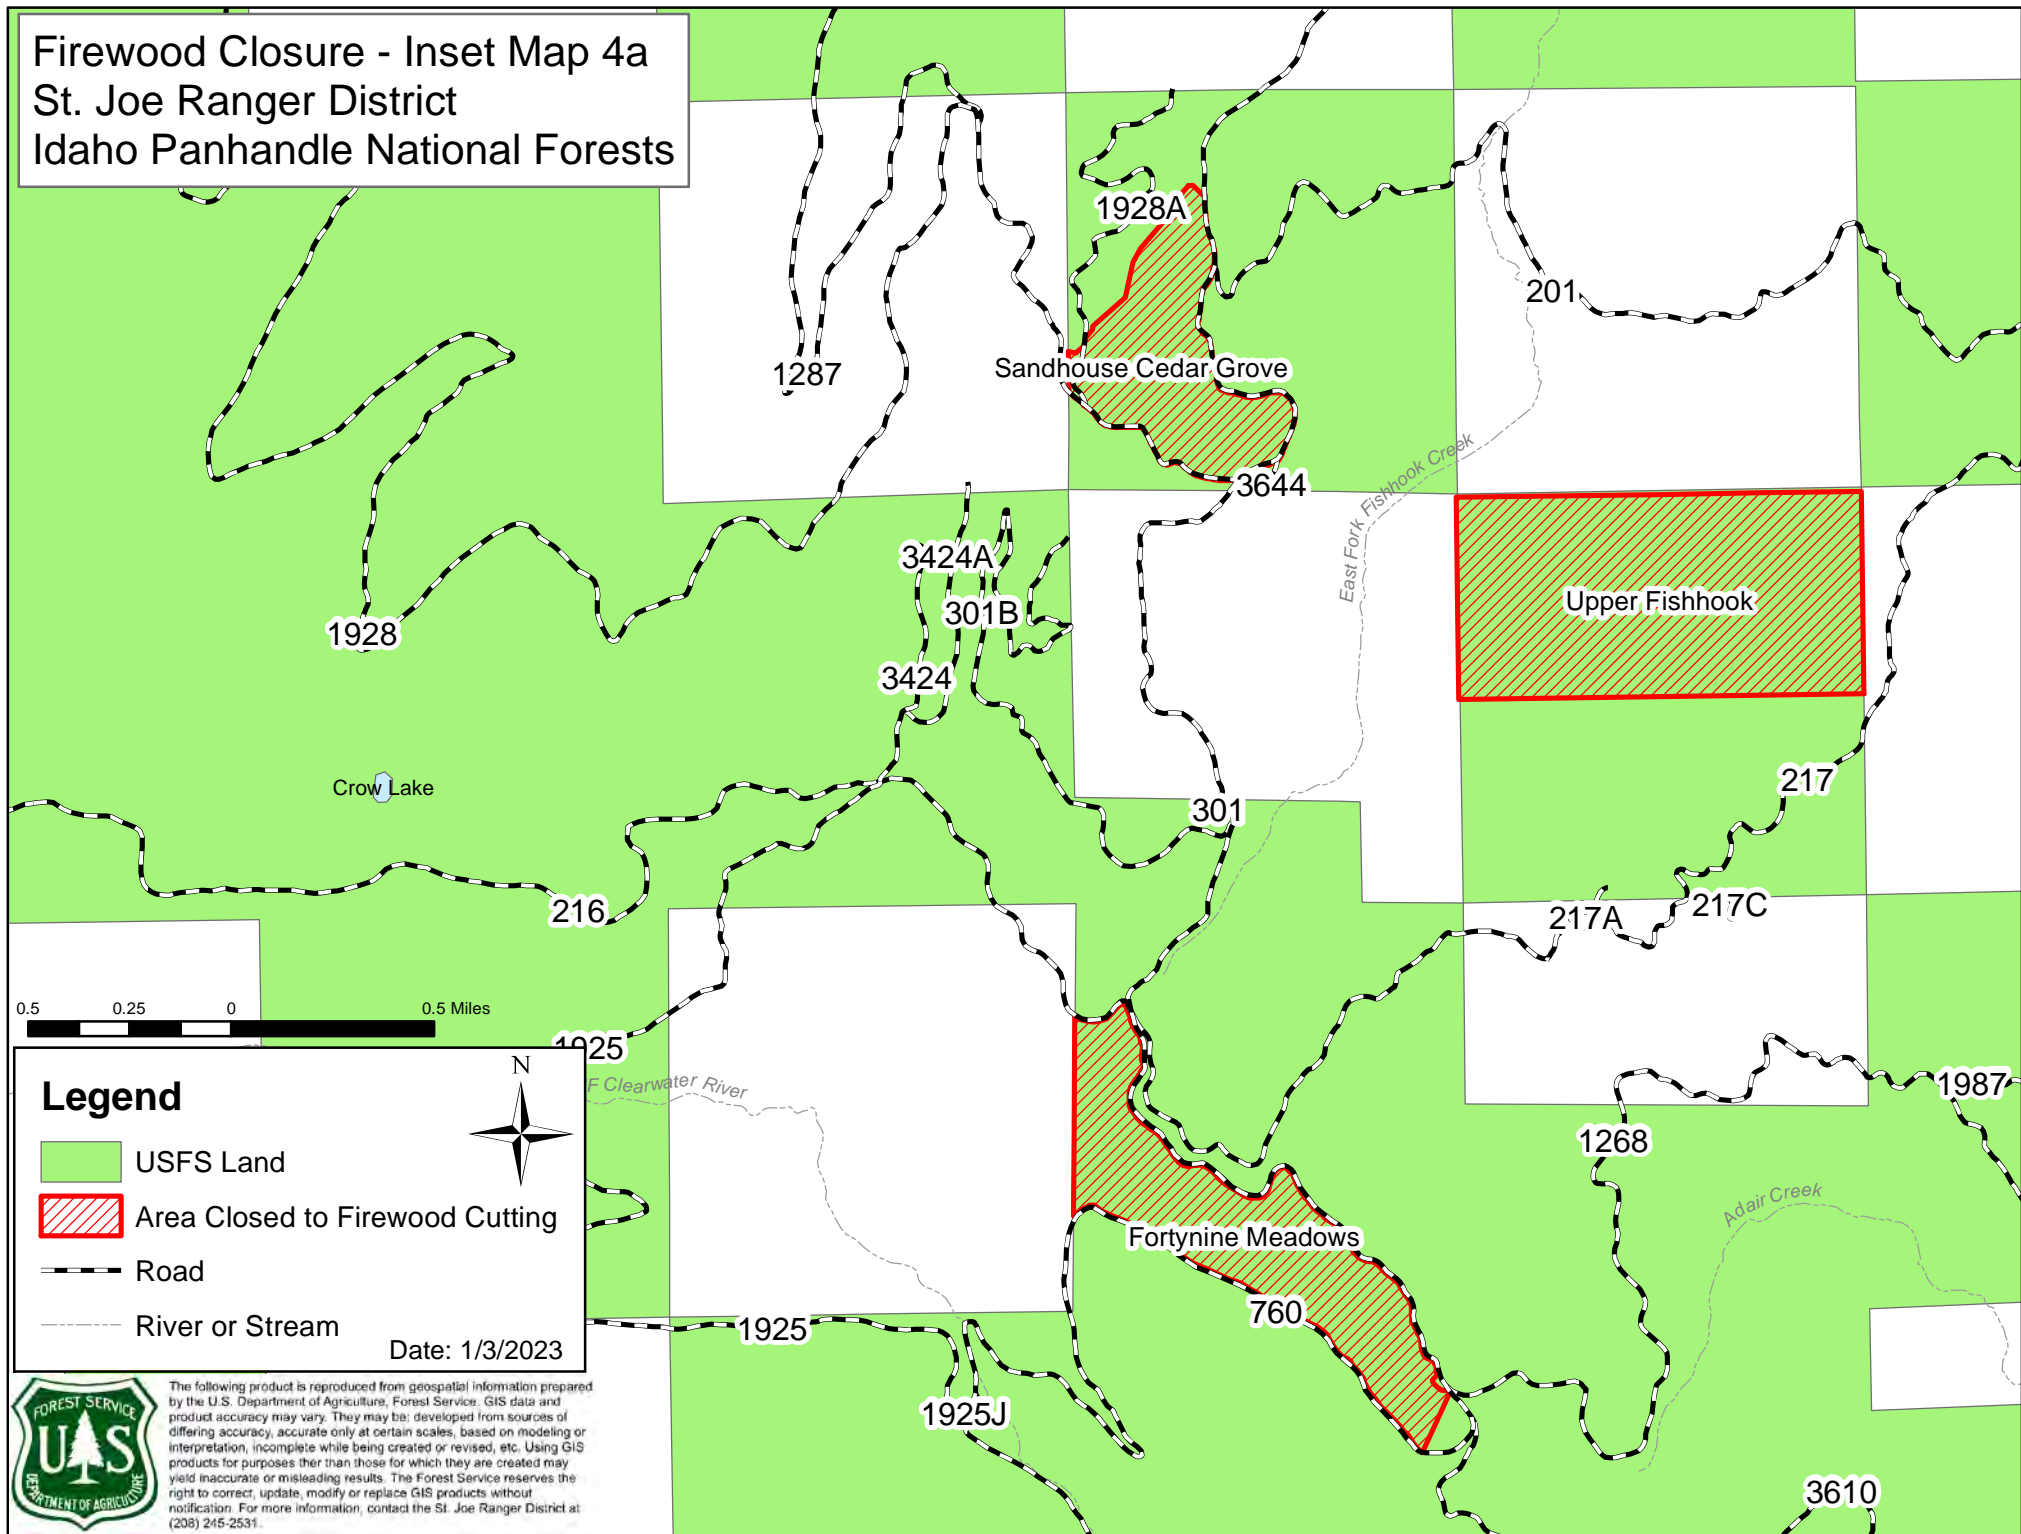 Firewood Closure - Inset Map 4a
St. Joe Ranger District
Idaho Panhandle National Forests
1928A
201
1287
Sandhouse Cedar Grove
3644
East Fork Fishhook Creek
3424A
301B
Upper Fishhook
1928
3424
Crow Lake
217
301
216
217A
217C
0.5
0.25
0
0.5 Miles
1925
F Clearwater River
1987
1268
Adair Creek
Fortynine Meadows
760
1925
1925J
3610
N
Legend
USFS Land
Area Closed to Firewood Cutting
Road
River or Stream
Date: 1/3/2023
FOREST SERVICE
U S
DEPARTMENT OF AGRICULTURE
The following product is reproduced from geospatial information prepared
by the U.S. Department of Agriculture, Forest Service. GIS data and
product accuracy may vary. They may be: developed from sources of
differing accuracy, accurate only at certain scales, based on modeling or
interpretation, incomplete while being created or revised, etc. Using GIS
products for purposes ther than those for which they are created may
yield inaccurate or misleading results. The Forest Service reserves the
right to correct, update, modify or replace GIS products without
notification. For more information, contact the St. Joe Ranger District at
(208) 245-2531.